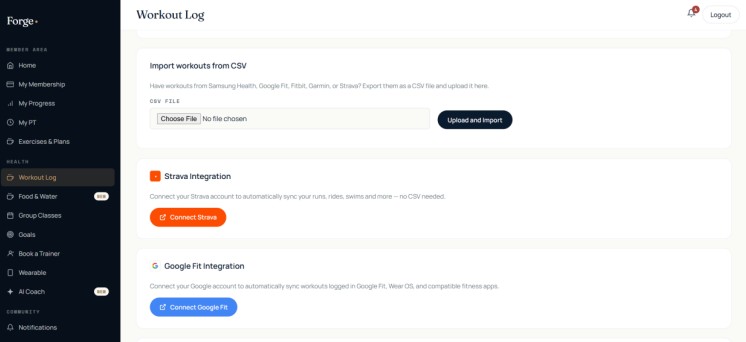 Forge
Workout Log
Logout
MEMBER AREA
Home
My Membership
My Progress
My PT
Exercises & Plans
HEALTH
Workout Log
Food & Water
NEW
Group Classes
Goals
Book a Trainer
Wearable
AI Coach
NEW
COMMUNITY
Notifications
Import workouts from CSV
Have workouts from Samsung Health, Google Fit, Fitbit, Garmin, or Strava? Export them as a CSV file and upload it here.
CSV FILE
Choose File No file chosen
Upload and Import
Strava Integration
Connect your Strava account to automatically sync your runs, rides, swims and more — no CSV needed.
Connect Strava
G Google Fit Integration
Connect your Google account to automatically sync workouts logged in Google Fit, Wear OS, and compatible fitness apps.
Connect Google Fit